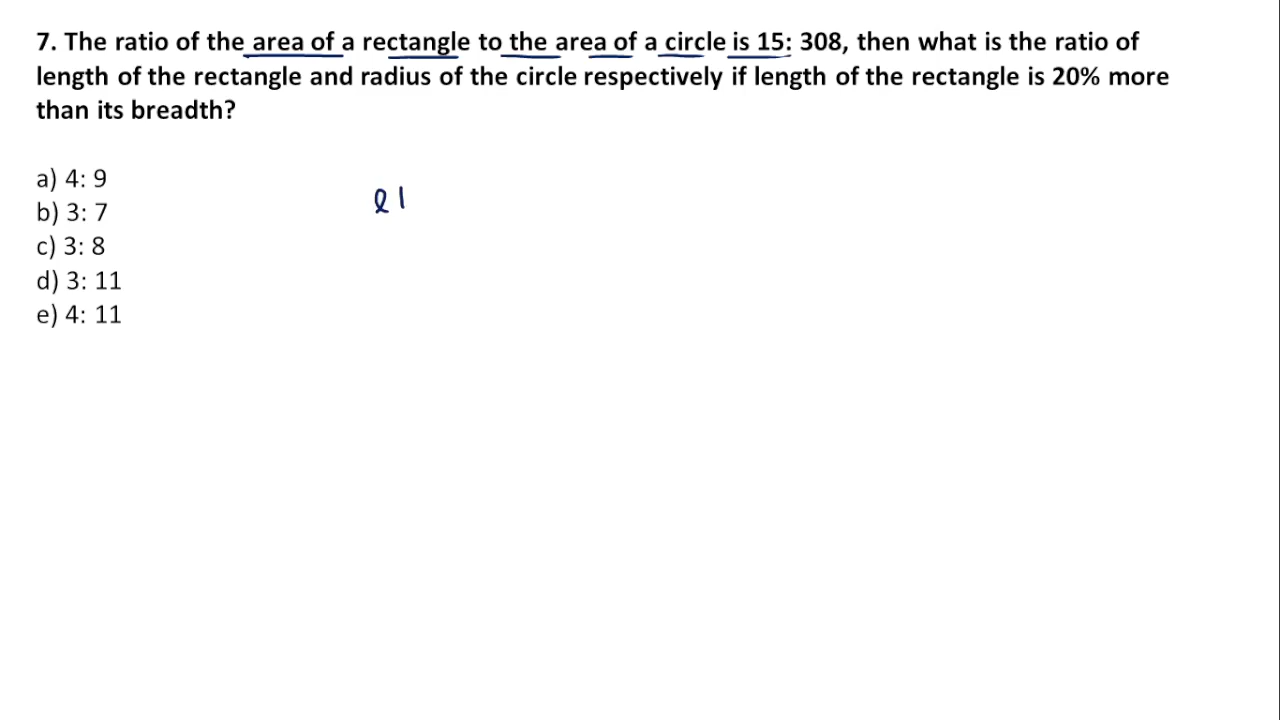 7. The ratio of the area of a rectangle to the area of a circle is 15: 308, then what is the ratio of
length of the rectangle and radius of the circle respectively if length of the rectangle is 20% more
than its breadth?
a) 4: 9
b) 3: 7
c) 3: 8
d) 3: 11
e) 4: 11
l l